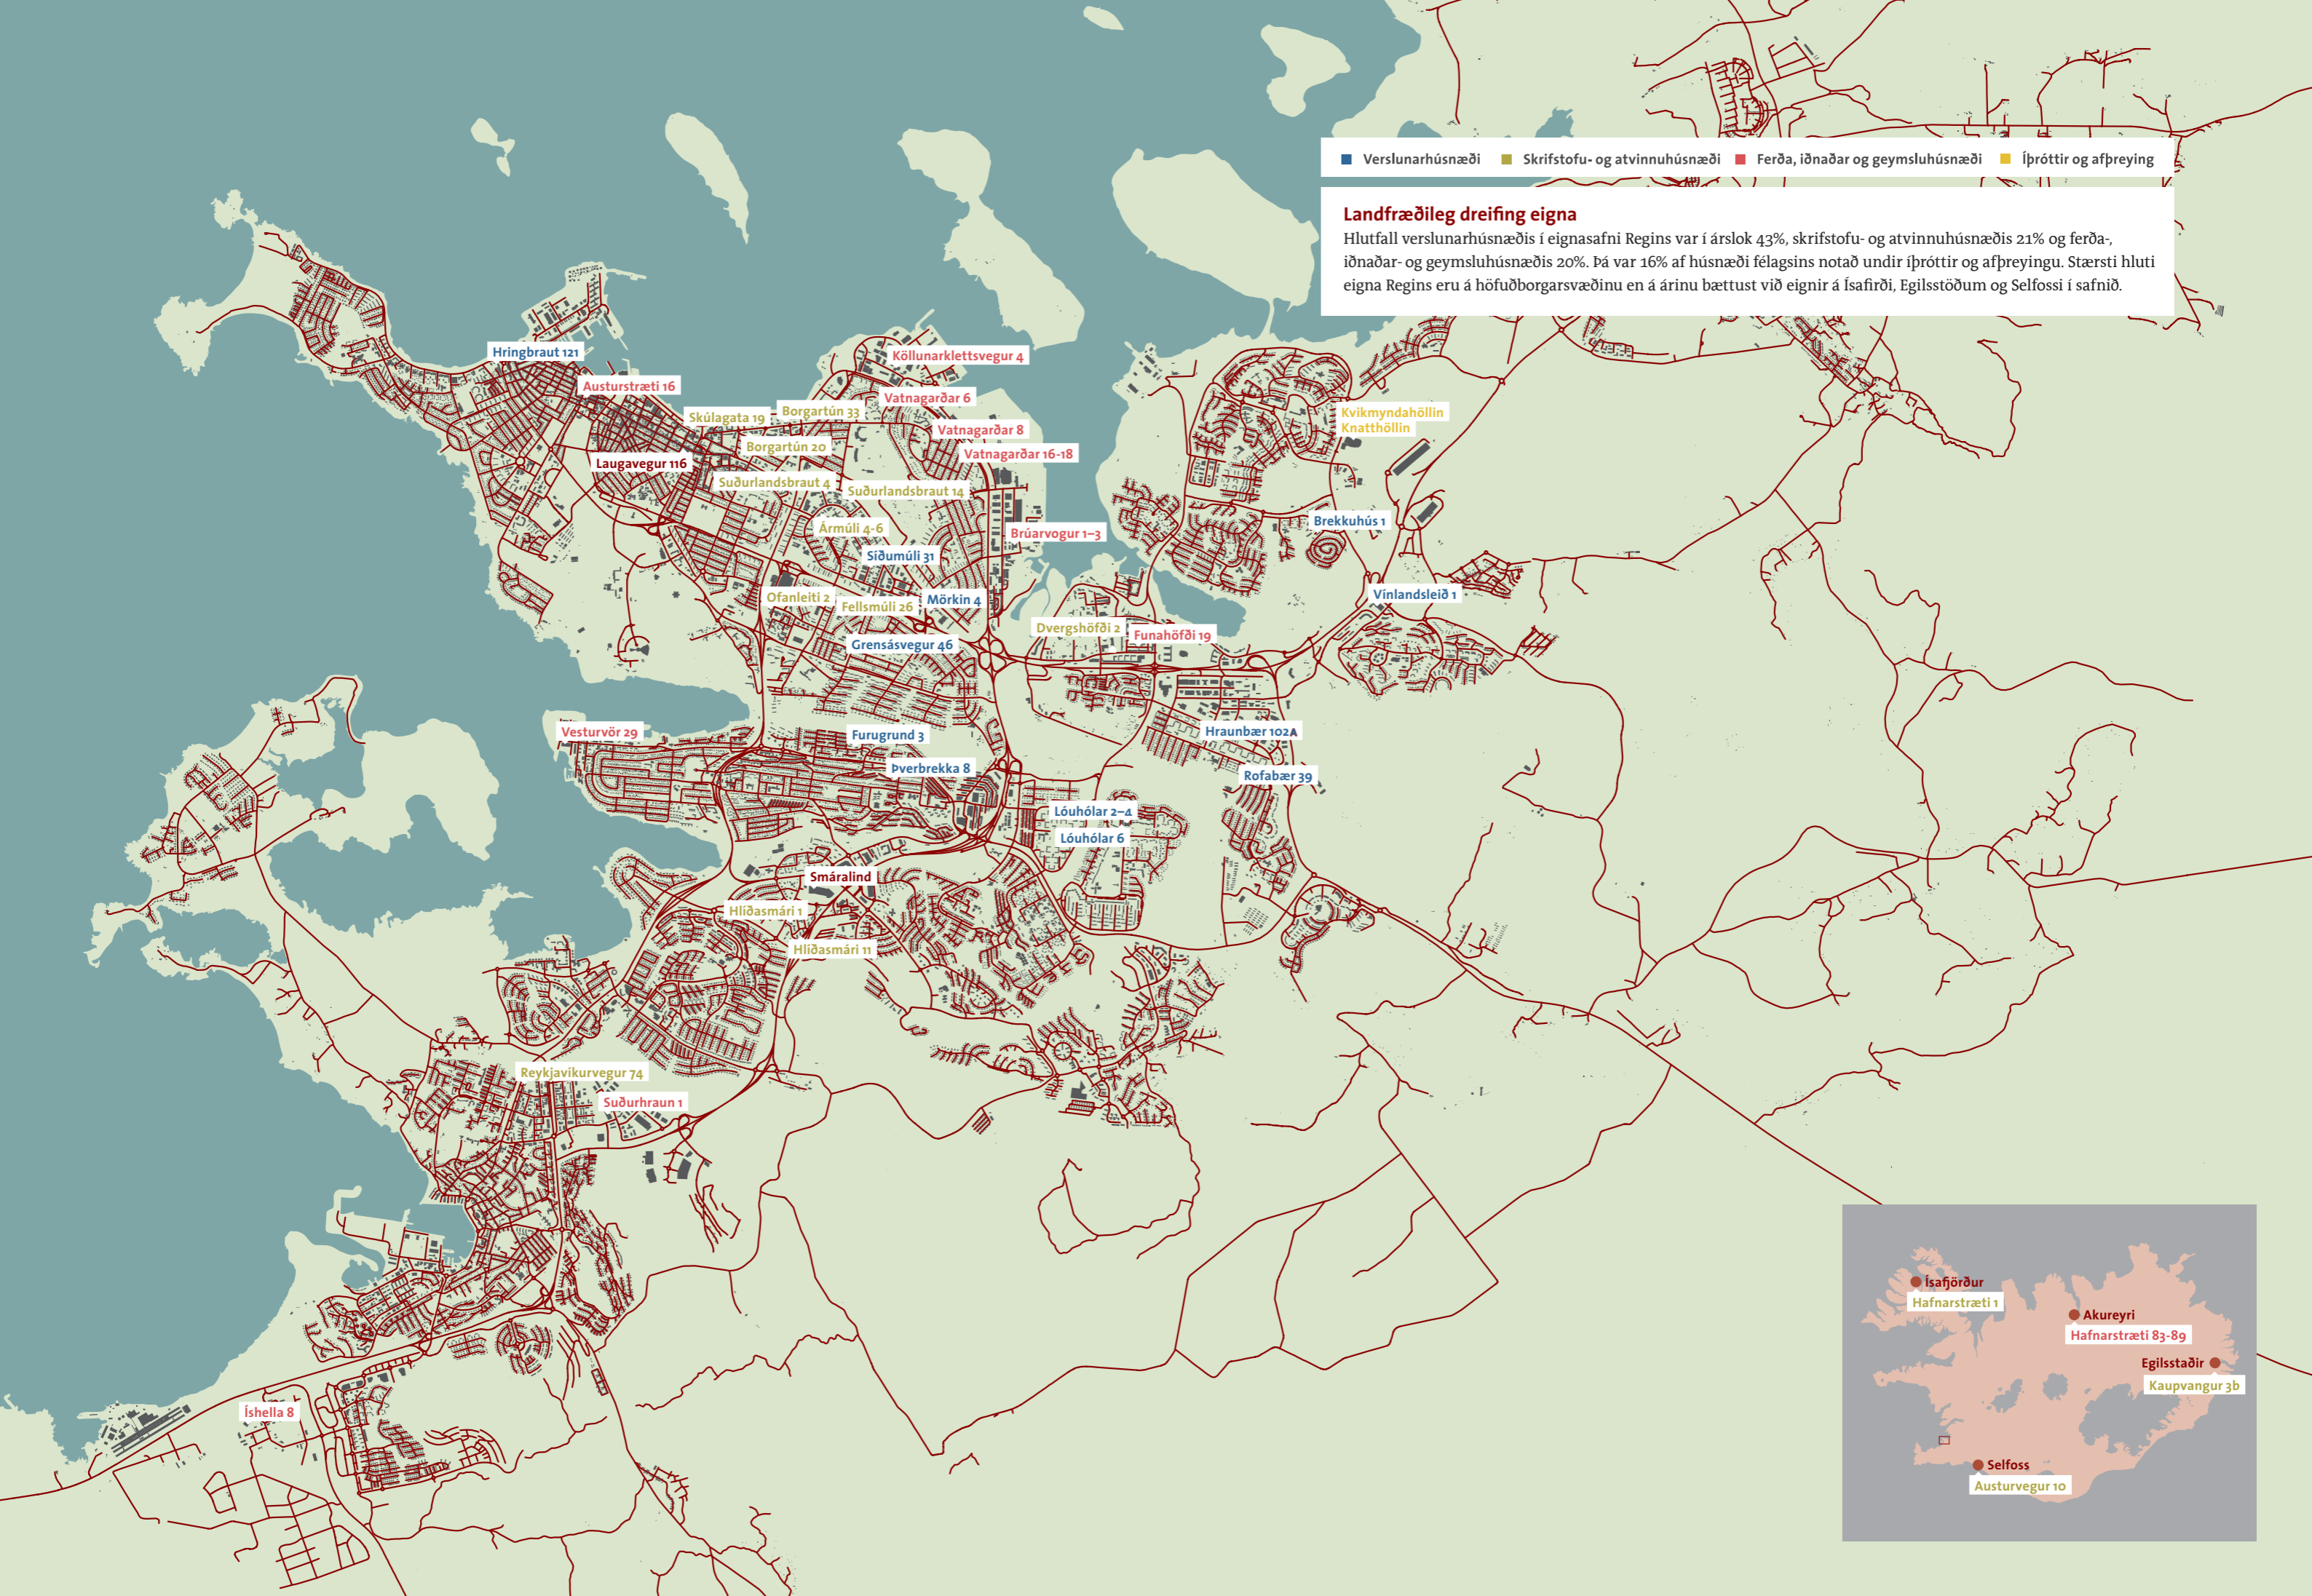 Verslunarhúsnæði
Skrifstofu- og atvinnuhúsnæði
Ferða, iðnaðar og geymsluhúsnæði
Íþróttir og afþreying
Landfræðileg dreifing eigna
Hlutfall verslunarhúsnæðis í eignasafni Regins var í árslok 43%, skrifstofu- og atvinnuhúsnæðis 21% og ferða-,
iðnaðar- og geymsluhúsnæðis 20%. Þá var 16% af húsnæði félagsins notað undir íþróttir og afþreyingu. Stærsti hluti
eigna Regins eru á höfuðborgarsvæðinu en á árinu bættust við eignir á Ísafirði, Egilsstöðum og Selfossi í safnið.
Hringbraut 121
Köllunarklettsvegur 4
Austurstræti 16
Vatnagarðar 6
Skúlagata 19
Borgartún 33
Kvikmyndahöllin
Knatthöllin
Vatnagarðar 8
Borgartún 20
Vatnagarðar 16-18
Laugavegur 116
Suðurlandsbraut 4
Suðurlandsbraut 14
Brekkuhús 1
Ármúli 4-6
Brúarvogur 1–3
Síðumúli 31
Vínlandsleið 1
Ofanleiti 2
Fellsmúli 26
Mörkin 4
Dvergshöfði 2
Funahöfði 19
Grensásvegur 46
Vesturvör 29
Furugrund 3
Hraunbær 102A
Þverbrekka 8
Rofabær 39
Lóuhólar 2–4
Lóuhólar 6
Smáralind
Hlíðasmári 1
Hlíðasmári 11
Reykjavíkurvegur 74
Suðurhraun 1
Íshella 8
Ísafjörður
Hafnarstræti 1
Akureyri
Hafnarstræti 83-89
Egilsstaðir
Kaupvangur 3b
Selfoss
Austurvegur 10